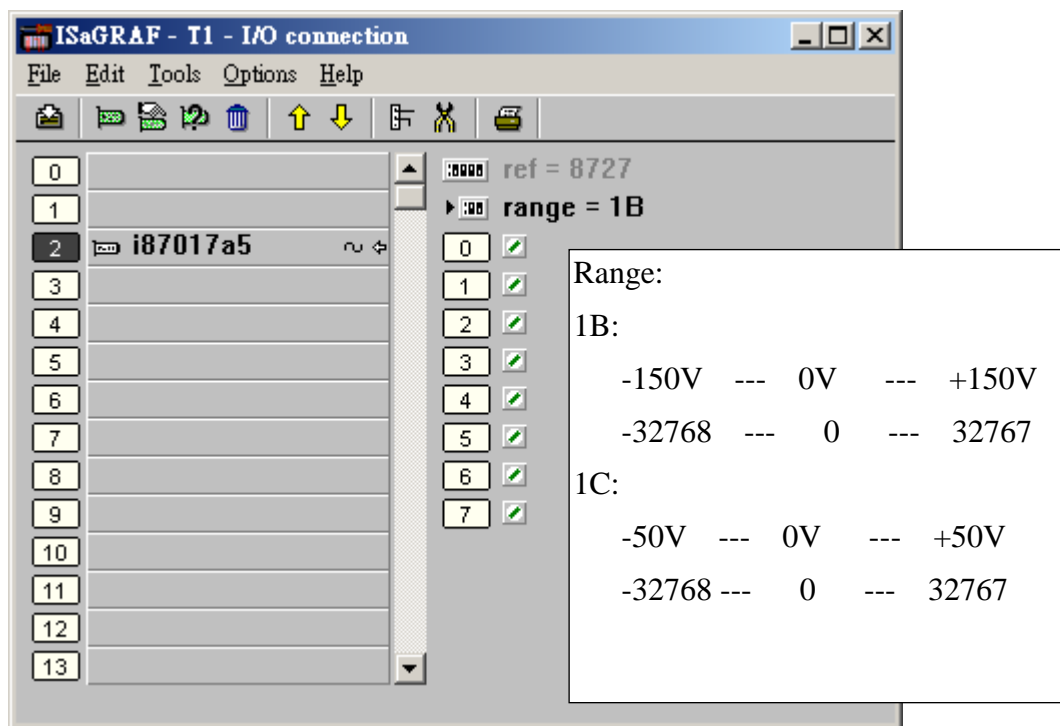 ISaGRAF - T1 - I/O connection
File Edit Tools Options Help
0
1
2 i87017a5
3
4
5
6
7
8
9
10
11
12
13
ref = 8727
range = 1B
0
1
2
3
4
5
6
7
Range:
1B:
-150V --- 0V --- +150V
-32768 --- 0 --- 32767
1C:
-50V --- 0V --- +50V
-32768 --- 0 --- 32767